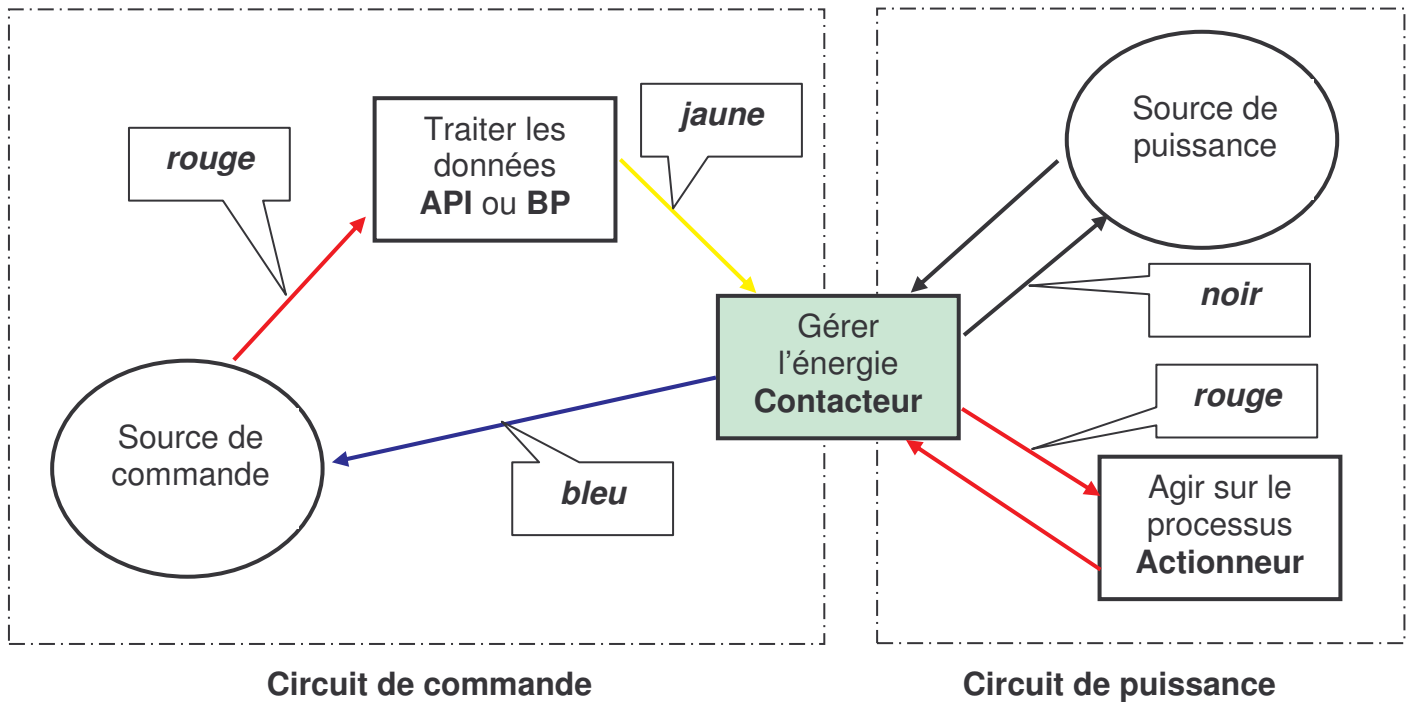 rouge
Traiter les
données
API ou BP
jaune
Source de
commande
bleu
Gérer
l'énergie
Contacteur
Source de
puissance
noir
rouge
Agir sur le
processus
Actionneur
Circuit de commande
Circuit de puissance